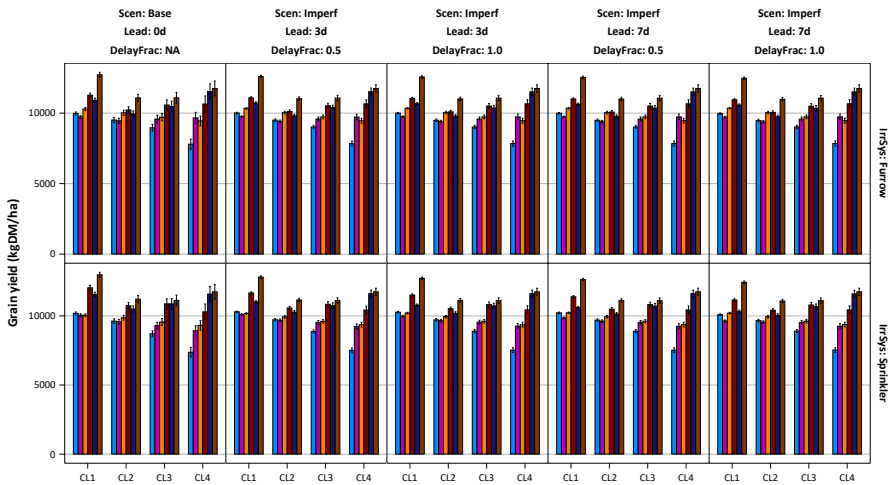 Scen: Base
Lead: 0d
DelayFrac: NA
Scen: Imperf
Lead: 3d
DelayFrac: 0.5
Scen: Imperf
Lead: 3d
DelayFrac: 1.0
Scen: Imperf
Lead: 7d
DelayFrac: 0.5
Scen: Imperf
Lead: 7d
DelayFrac: 1.0
Grain yield (kgDM/ha)
10000
5000
0
IrrSys: Furrow
10000
5000
0
IrrSys: Sprinkler
CL1 CL2 CL3 CL4 CL1 CL2 CL3 CL4 CL1 CL2 CL3 CL4 CL1 CL2 CL3 CL4 CL1 CL2 CL3 CL4